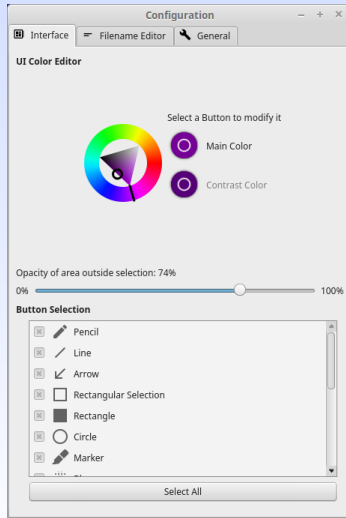 Configuration
Interface
Filename Editor
General
UI Color Editor
Select a Button to modify it
Main Color
Contrast Color
Opacity of area outside selection: 74%
0%
100%
Button Selection
Pencil
Line
Arrow
Rectangular Selection
Rectangle
Circle
Marker
Select All